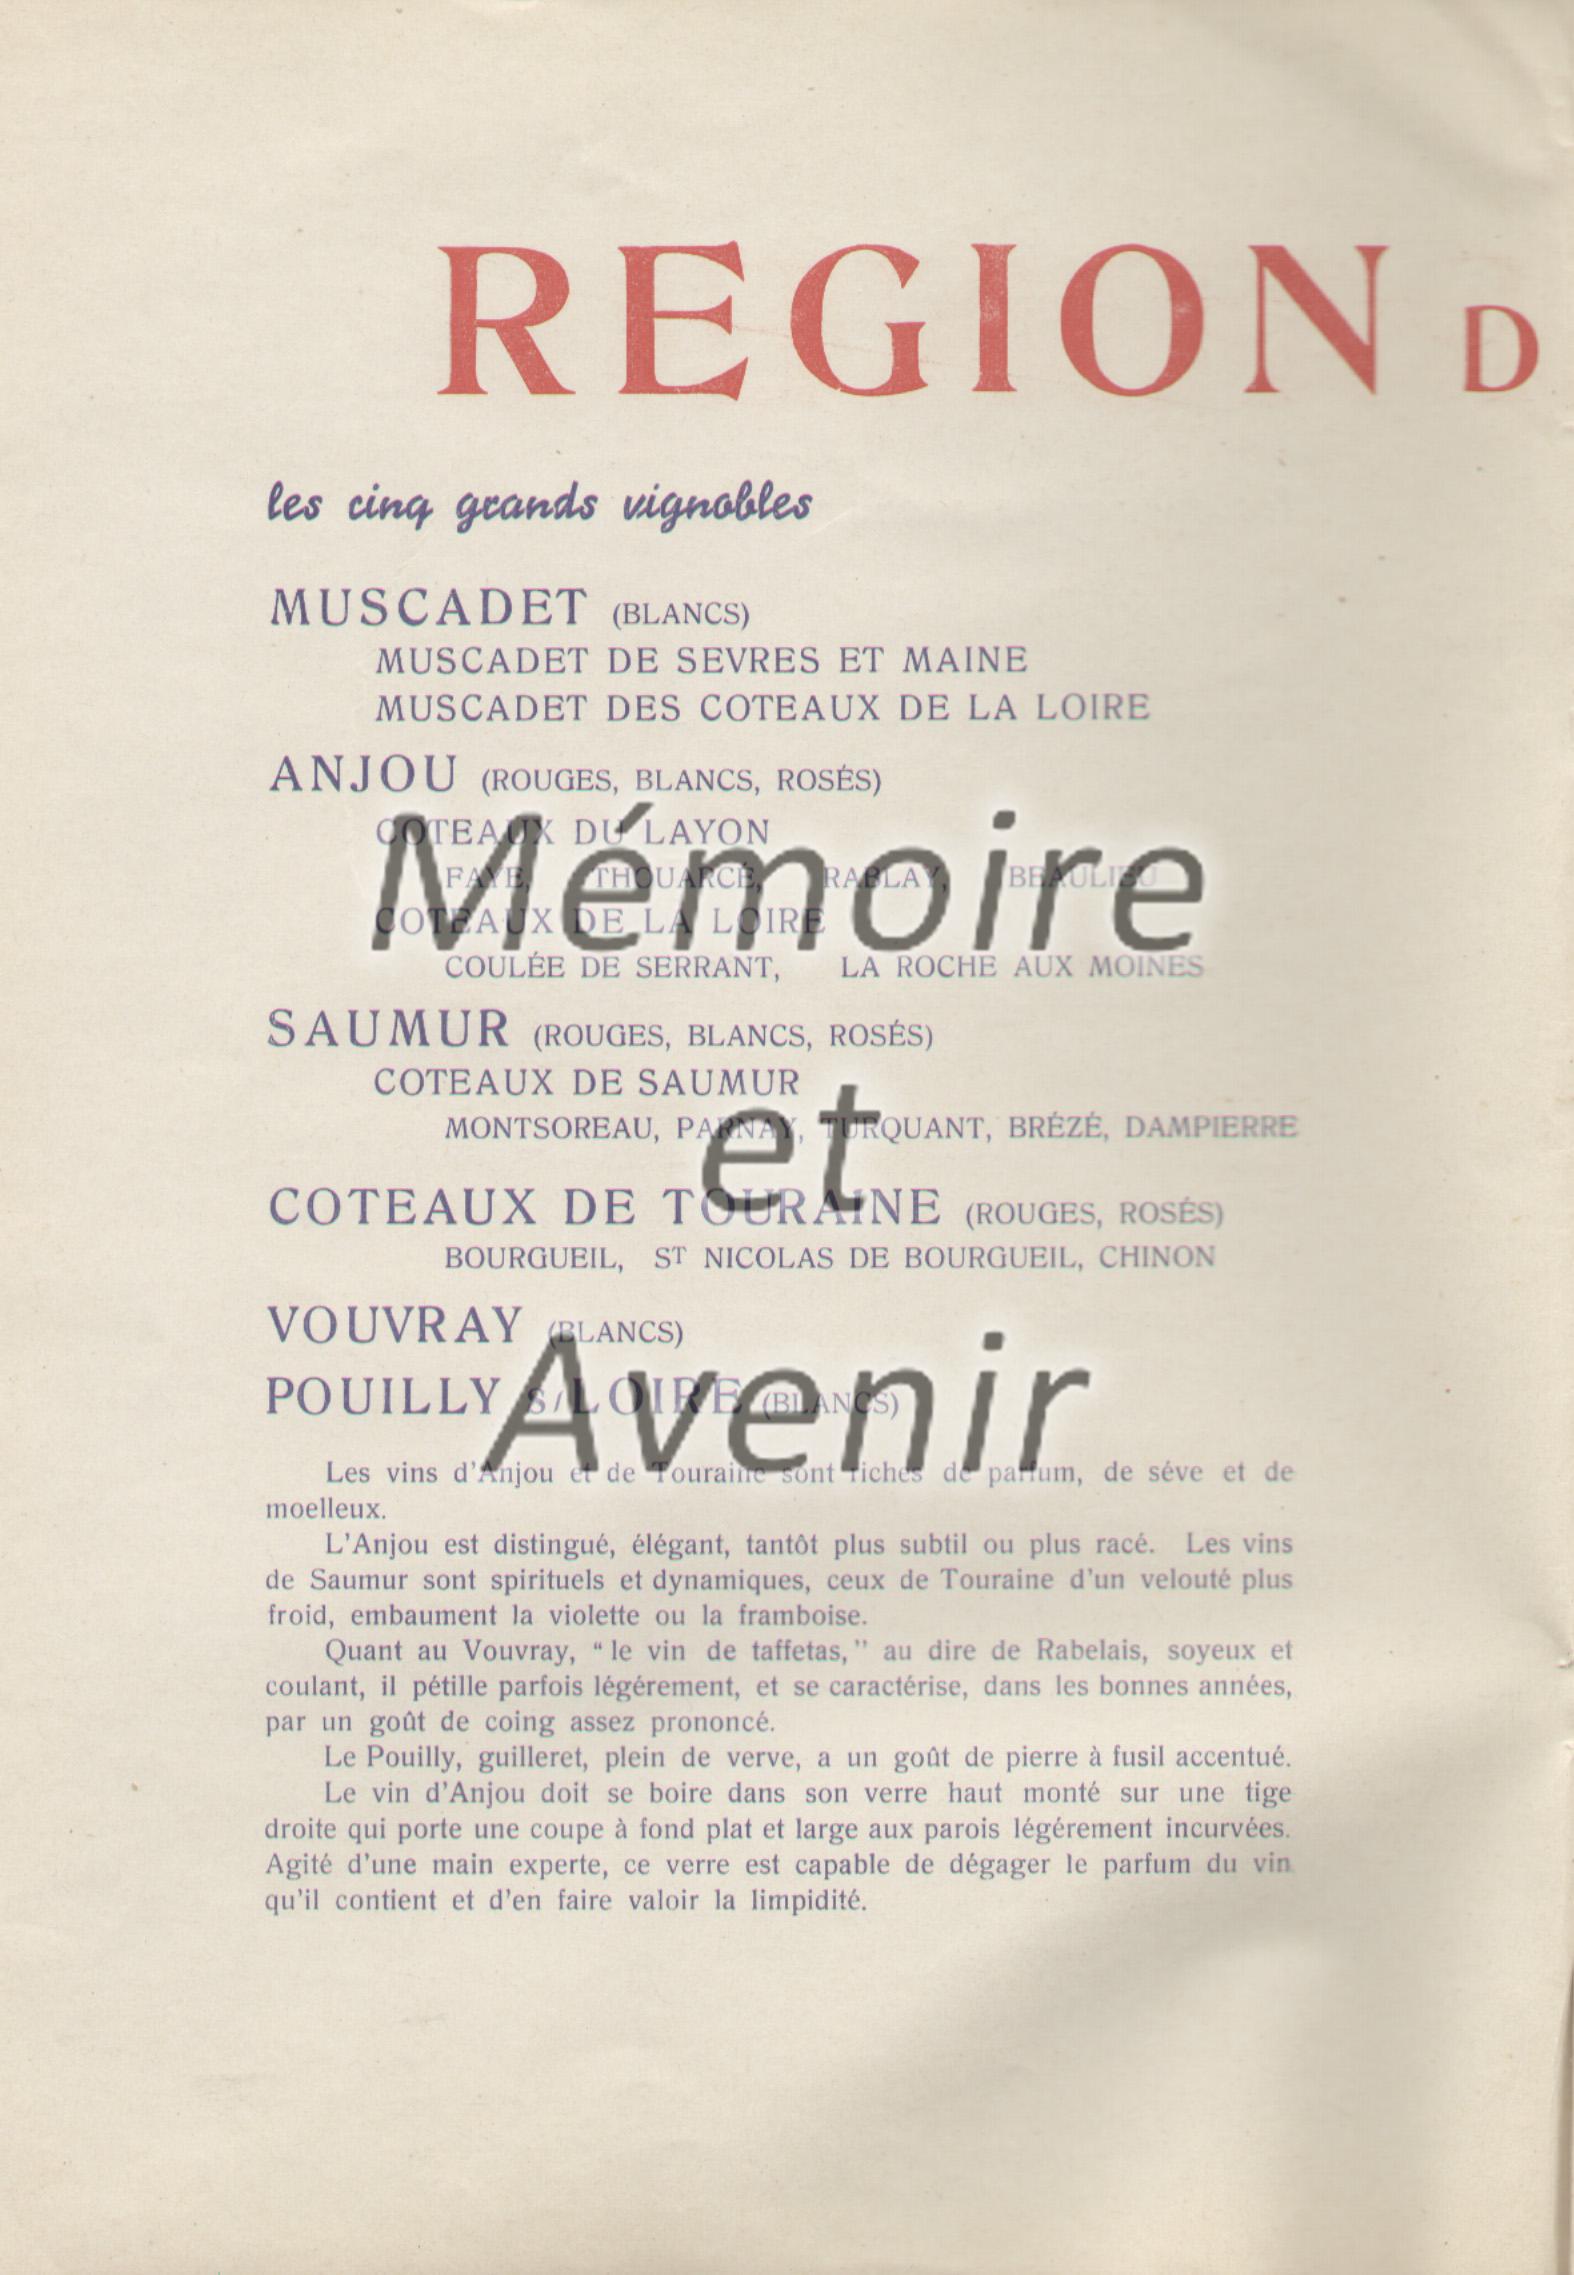 REGION D
les cinq grands vignobles
MUSCADET (BLANCS)
MUSCADET DE SEVRES ET MAINE
MUSCADET DES COTEAUX DE LA LOIRE
ANJOU (ROUGES, BLANCS, ROSÉS)
COTEAUX DU LAYON
FAYE, THOUARCÉ, RABLAY, BEAULIEU
COTEAUX DE LA LOIRE
COULÉE DE SERRANT, LA ROCHE AUX MOINES
SAUMUR (ROUGES, BLANCS, ROSÉS)
COTEAUX DE SAUMUR
MONTSOREAU, PARNAY, TURQUANT, BRÉZÉ, DAMPIERRE
COTEAUX DE TOURAINE (ROUGES, ROSÉS)
BOURGUEIL, ST NICOLAS DE BOURGUEIL, CHINON
VOUVRAY (BLANCS)
POUILLY S/LOIRE (BLANCS)
Les vins d'Anjou et de Touraine sont riches de parfum, de séve et de
moelleux.
L'Anjou est distingué, élégant, tantôt plus subtil ou plus racé. Les vins
de Saumur sont spirituels et dynamiques, ceux de Touraine d'un velouté plus
froid, embaument la violette ou la framboise.
Quant au Vouvray, "le vin de taffetas," au dire de Rabelais, soyeux et
coulant, il pétille parfois légérement, et se caractérise, dans les bonnes années,
par un goût de coing assez prononcé.
Le Pouilly, guilleret, plein de verve, a un goût de pierre à fusil accentué.
Le vin d'Anjou doit se boire dans son verre haut monté sur une tige
droite qui porte une coupe à fond plat et large aux parois légérement incurvées.
Agité d'une main experte, ce verre est capable de dégager le parfum du vin
qu'il contient et d'en faire valoir la limpidité.
Mémoire
et
Avenir